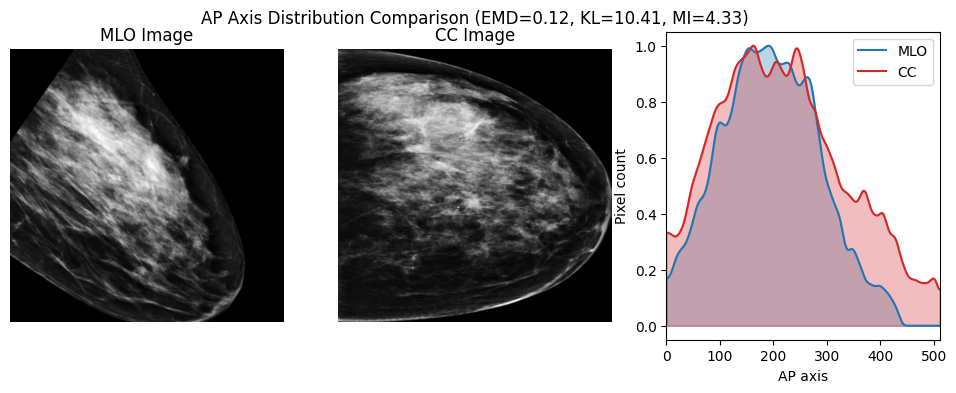 AP Axis Distribution Comparison (EMD=0.12, KL=10.41, MI=4.33)
MLO Image
CC Image
MLO
CC
Pixel count
1.0
0.8
0.6
0.4
0.2
0.0
0 100 200 300 400 500
AP axis